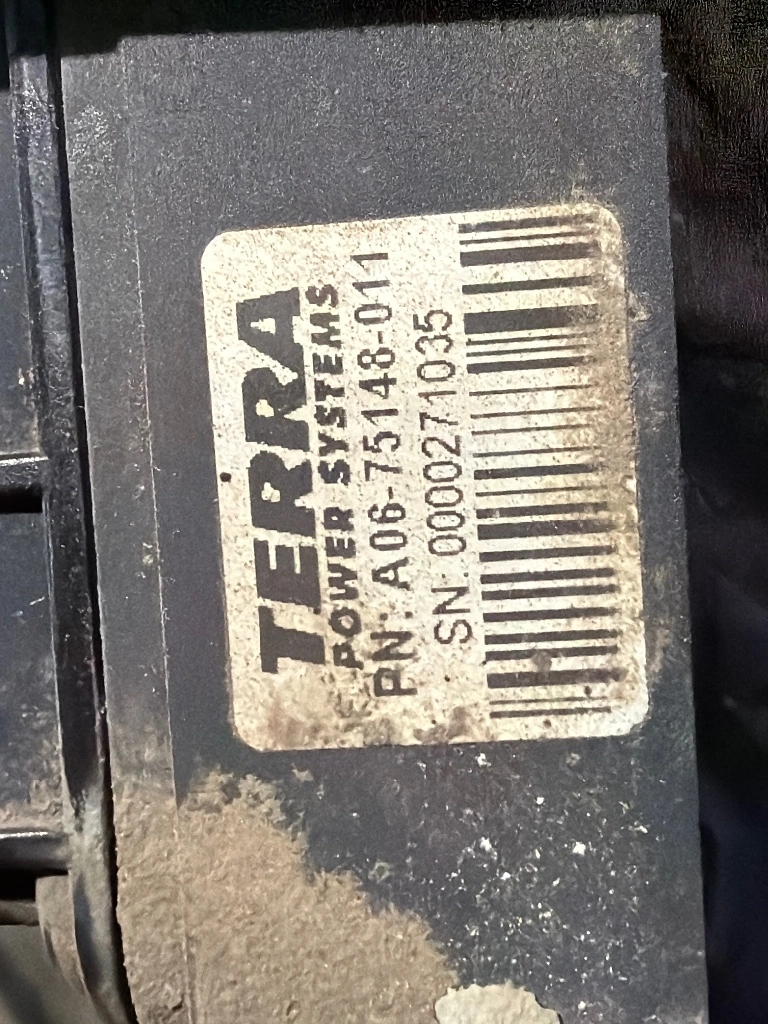 TERRA
POWER SYSTEMS
PN: A06-75148-011
SN: 0000271035